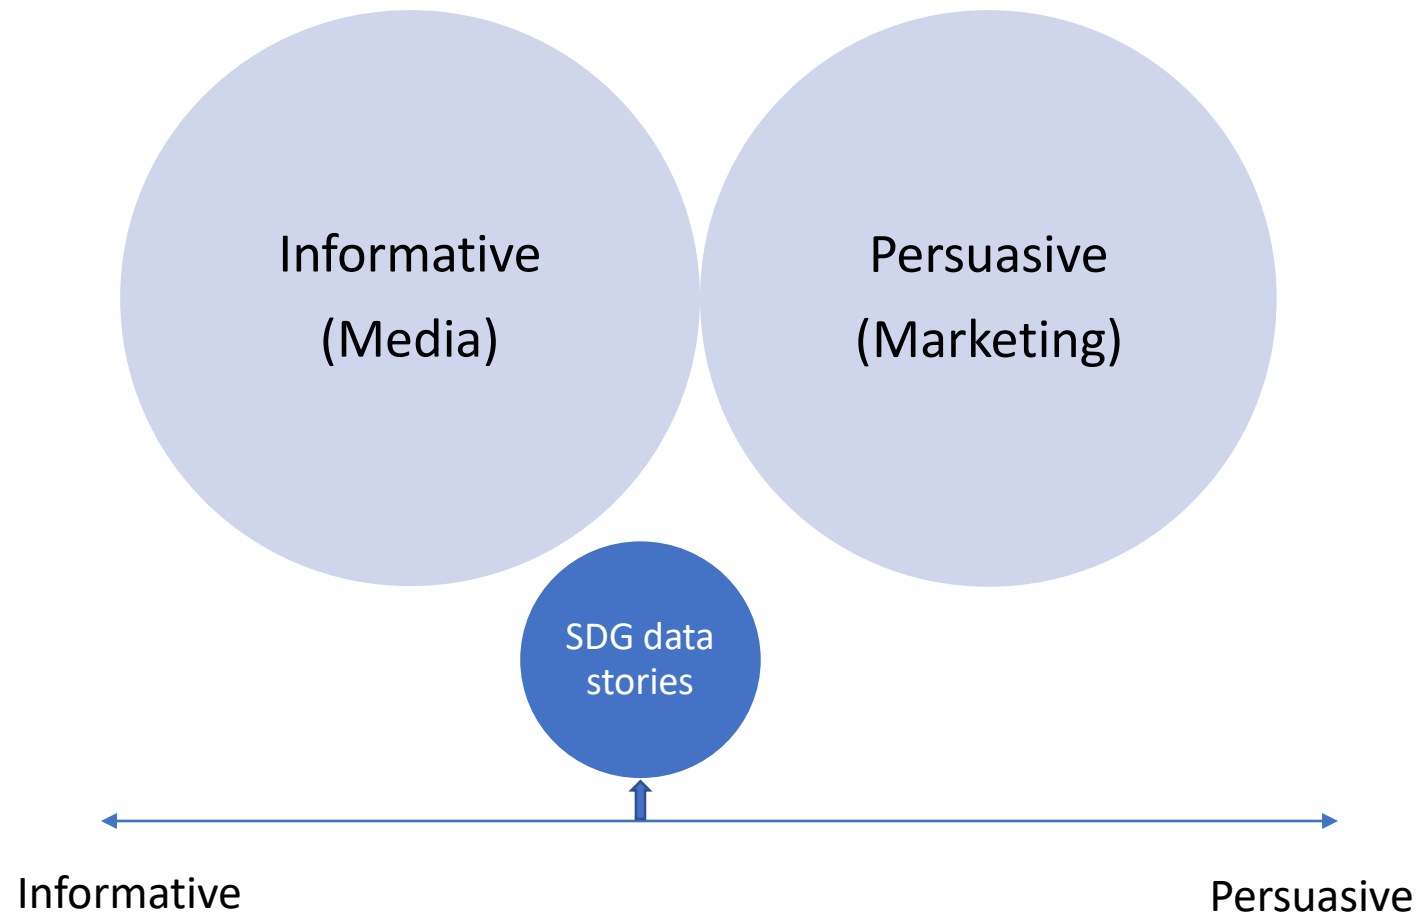 Informative
(Media)
Persuasive
(Marketing)
SDG data
stories
Informative
Persuasive